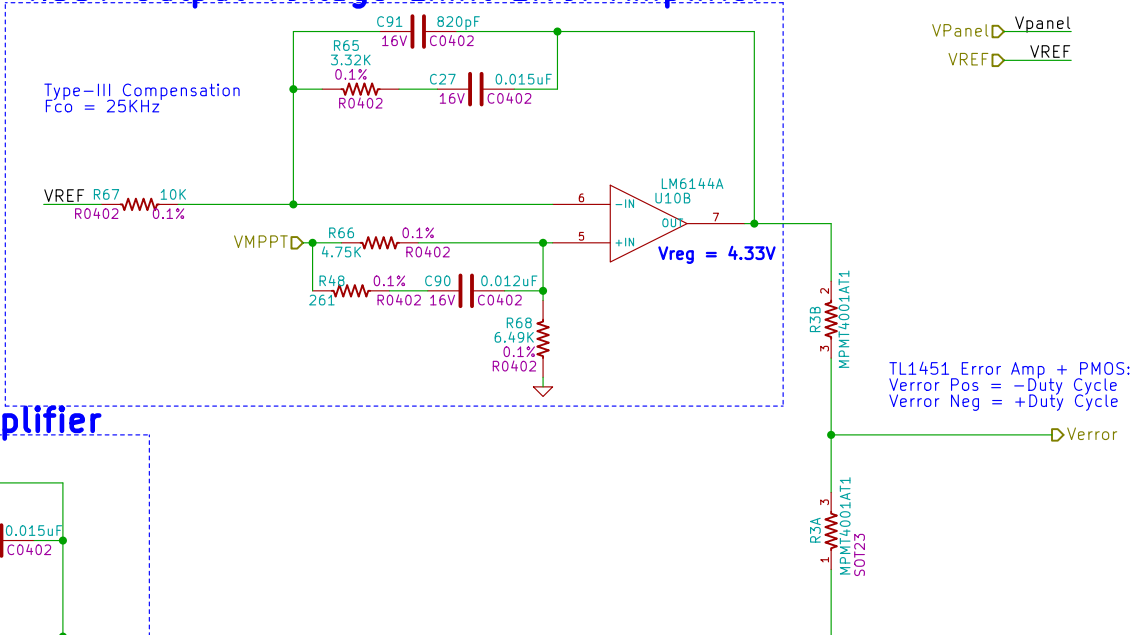 C91 820pF
16V C0402
R65
3.32K
0.1%
R0402
C27 0.015uF
16V C0402
Type-III Compensation
Fco = 25KHz
VPanel Vpanel
VREF VREF
VREF R67 10K
R0402 0.1%
6 -IN
LM6144A
U10B
OUT 7
5 +IN
Vreg = 4.33V
VMPPT
R66 0.1%
4.75K R0402
R48 0.1%
261 R0402
C90 0.012uF
16V C0402
R68
6.49K
0.1%
R0402
2
R3B
MPMT4001AT1
3
TL1451 Error Amp + PMOS:
Verror Pos = -Duty Cycle
Verror Neg = +Duty Cycle
plifier
Verror
3
R3A
MPMT4001AT1
SOT23
1
0.015uF
C0402